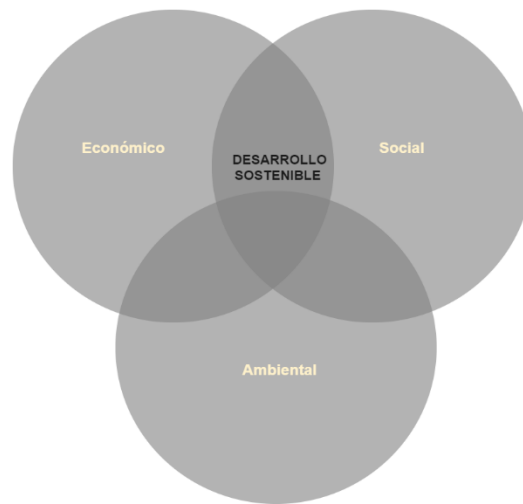 Económico
Social
DESARROLLO
SOSTENIBLE
Ambiental